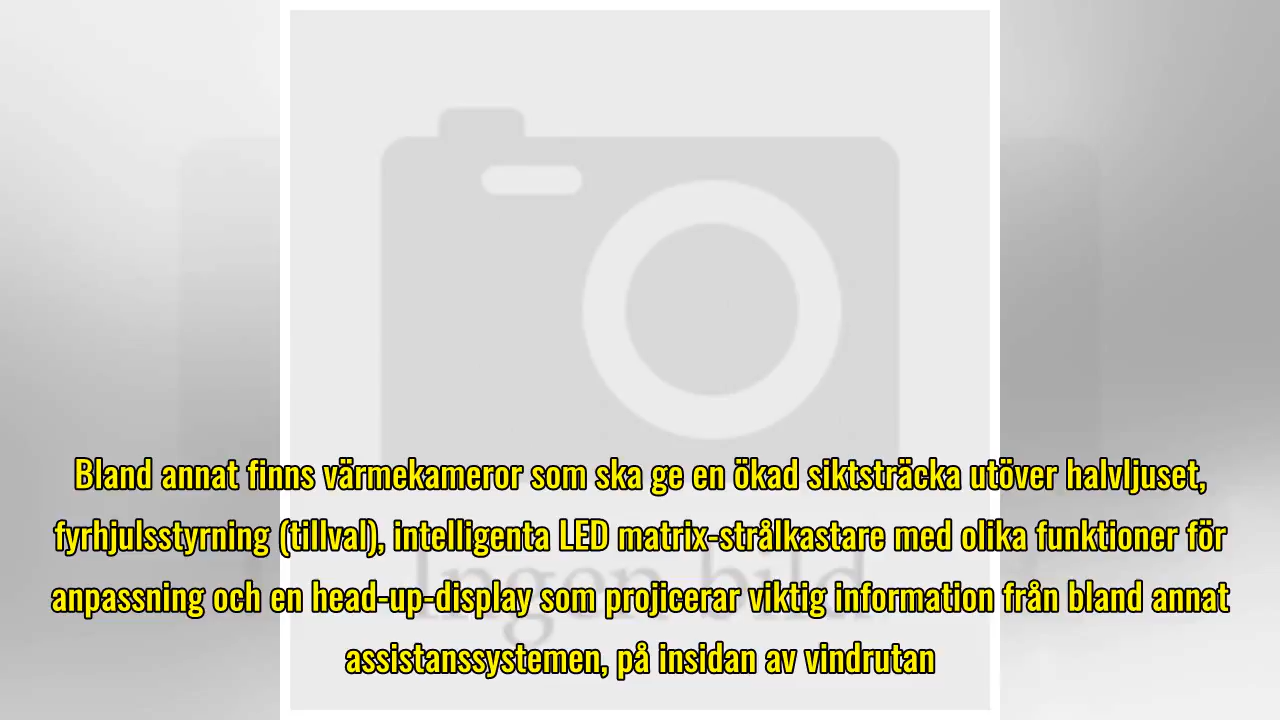 Bland annat finns värmekameror som ska ge en ökad siktsträcka utöver halvljuset,
fyrhjulsstyrning (tillval), intelligenta LED matrix-strålkastare med olika funktioner för
anpassning och en head-up-display som projicerar viktig information från bland annat
assistanssystemen, på insidan av vindrutan
Ingen bild